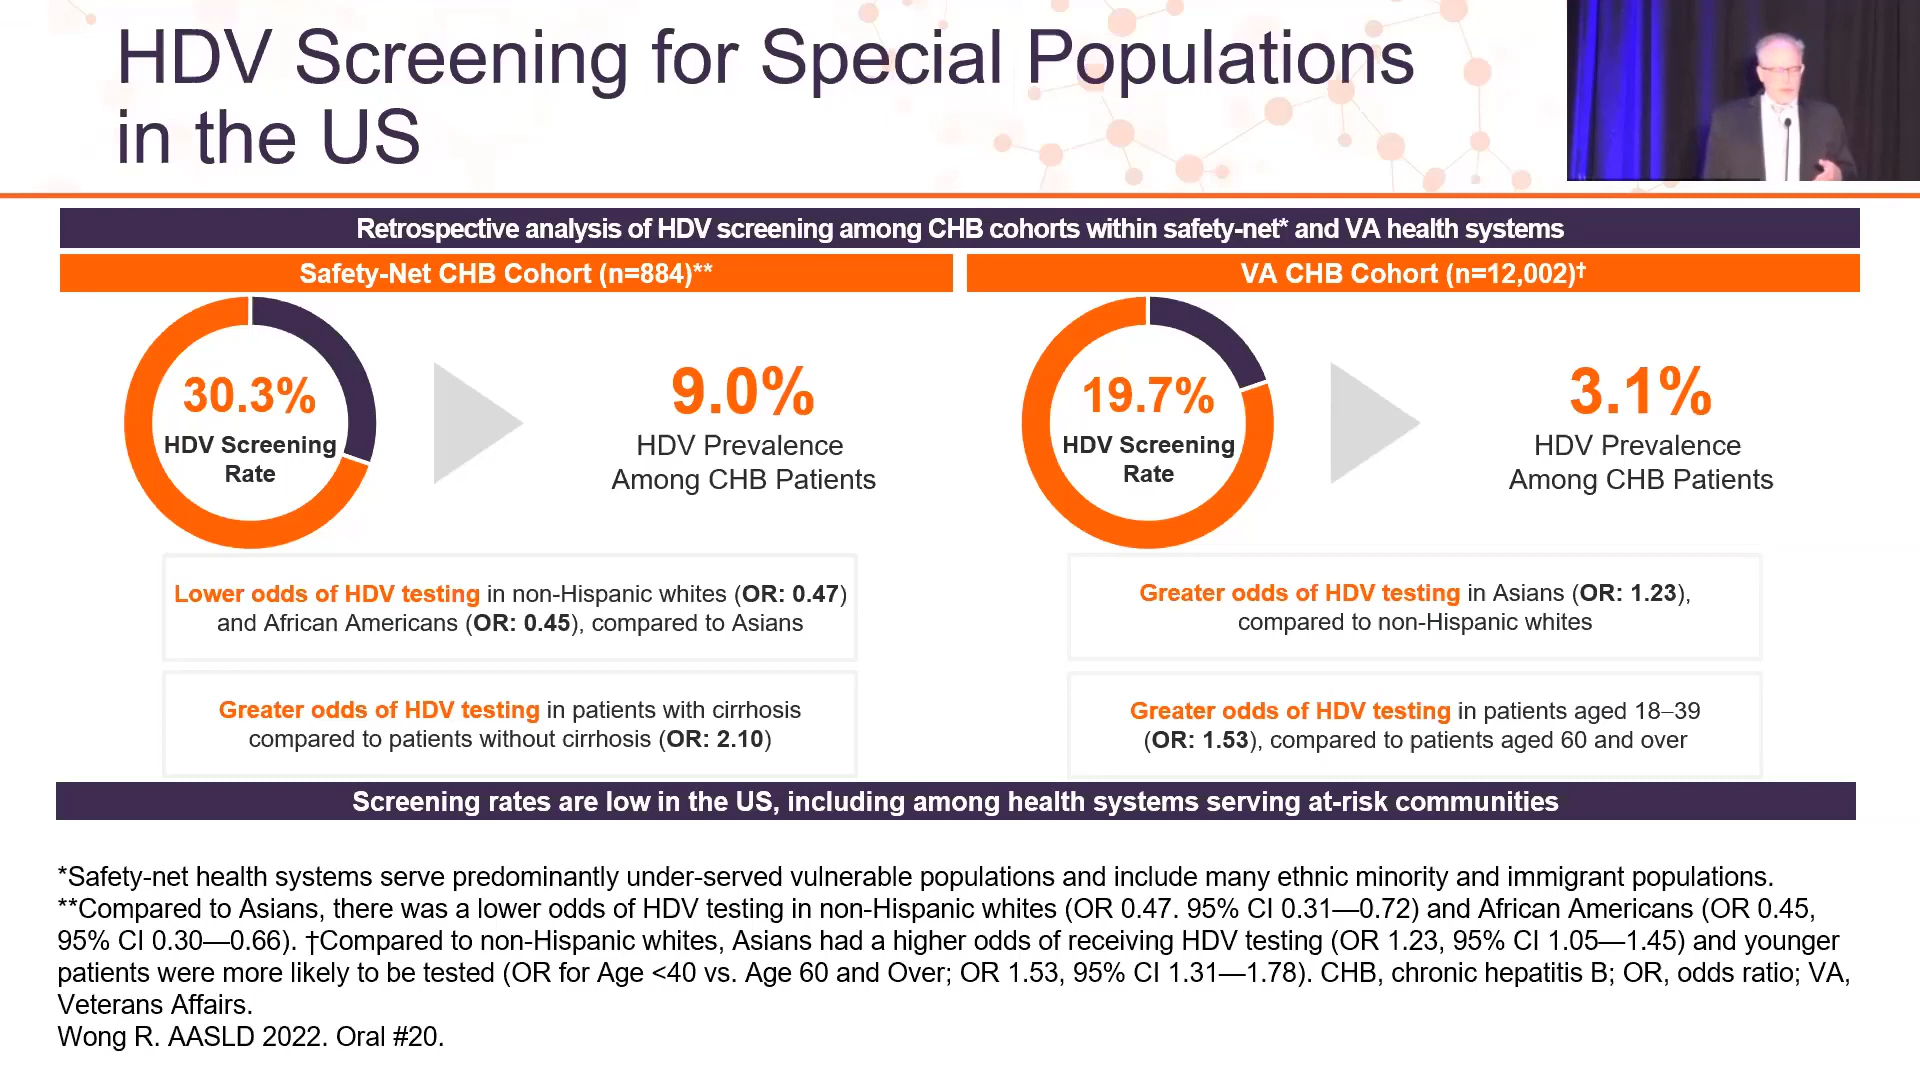 HDV Screening for Special Populations
in the US
Retrospective analysis of HDV screening among CHB cohorts within safety-net* and VA health systems
Safety-Net CHB Cohort (n=884)**
VA CHB Cohort (n=12,002)†
30.3%
HDV Screening
Rate
9.0%
HDV Prevalence
Among CHB Patients
19.7%
HDV Screening
Rate
3.1%
HDV Prevalence
Among CHB Patients
Lower odds of HDV testing in non-Hispanic whites (OR: 0.47)
and African Americans (OR: 0.45), compared to Asians
Greater odds of HDV testing in Asians (OR: 1.23),
compared to non-Hispanic whites
Greater odds of HDV testing in patients with cirrhosis
compared to patients without cirrhosis (OR: 2.10)
Greater odds of HDV testing in patients aged 18–39
(OR: 1.53), compared to patients aged 60 and over
Screening rates are low in the US, including among health systems serving at-risk communities
*Safety-net health systems serve predominantly under-served vulnerable populations and include many ethnic minority and immigrant populations.
**Compared to Asians, there was a lower odds of HDV testing in non-Hispanic whites (OR 0.47. 95% CI 0.31—0.72) and African Americans (OR 0.45,
95% CI 0.30—0.66). †Compared to non-Hispanic whites, Asians had a higher odds of receiving HDV testing (OR 1.23, 95% CI 1.05—1.45) and younger
patients were more likely to be tested (OR for Age <40 vs. Age 60 and Over; OR 1.53, 95% CI 1.31—1.78). CHB, chronic hepatitis B; OR, odds ratio; VA,
Veterans Affairs.
Wong R. AASLD 2022. Oral #20.